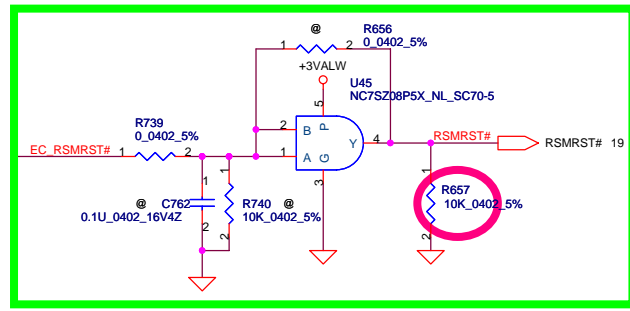 @
R656
0_0402_5%
1
2
+3VALW
U45
NC7SZ08P5X_NL_SC70-5
5
P
R739
0_0402_5%
2
B
Y
4
RSMRST#
RSMRST# 19
EC_RSMRST#
1
2
1
A
G
3
1
1
1
@
C762
0.1U_0402_16V4Z
R740
@
10K_0402_5%
R657
10K_0402_5%
2
2
2